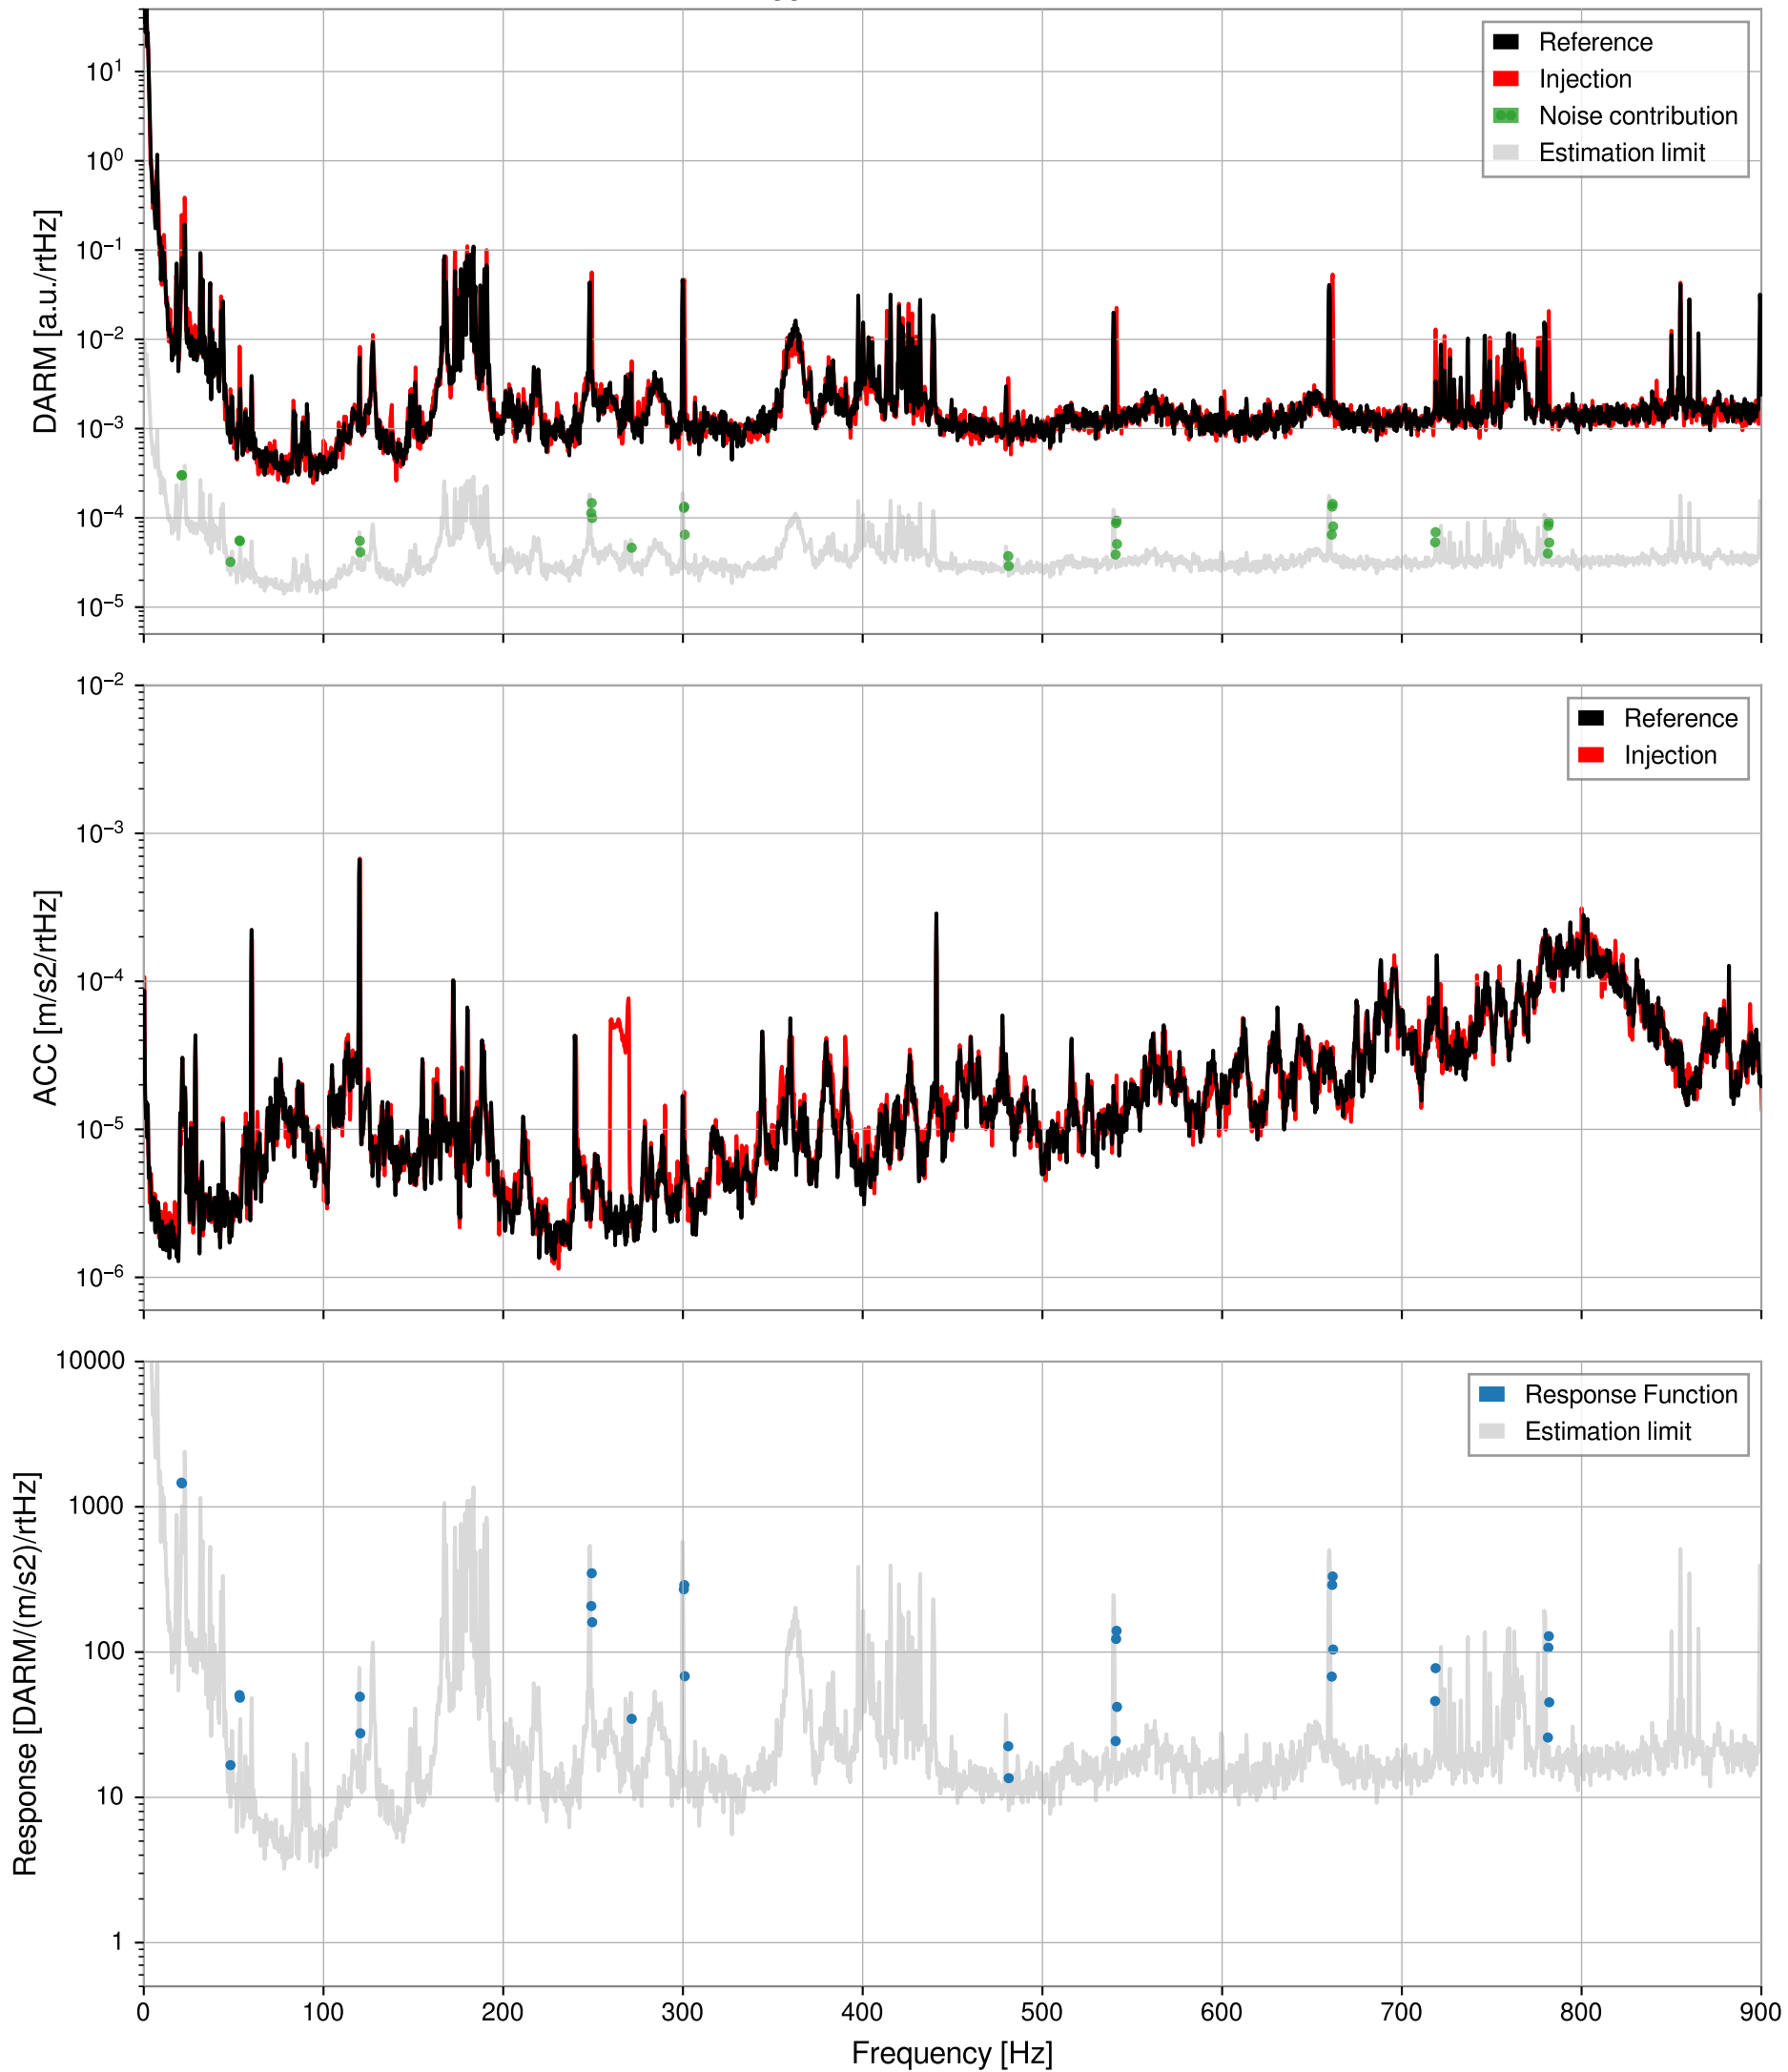 Reference
Injection
Noise contribution
Estimation limit
10¹
10⁰
10⁻¹
10⁻²
10⁻³
10⁻⁴
10⁻⁵
DARM [a.u./rtHz]
Reference
Injection
10⁻²
10⁻³
10⁻⁴
10⁻⁵
10⁻⁶
ACC [m/s2/rtHz]
Response Function
Estimation limit
10000
1000
100
10
1
Response [DARM/(m/s2)/rtHz]
0 100 200 300 400 500 600 700 800 900
Frequency [Hz]